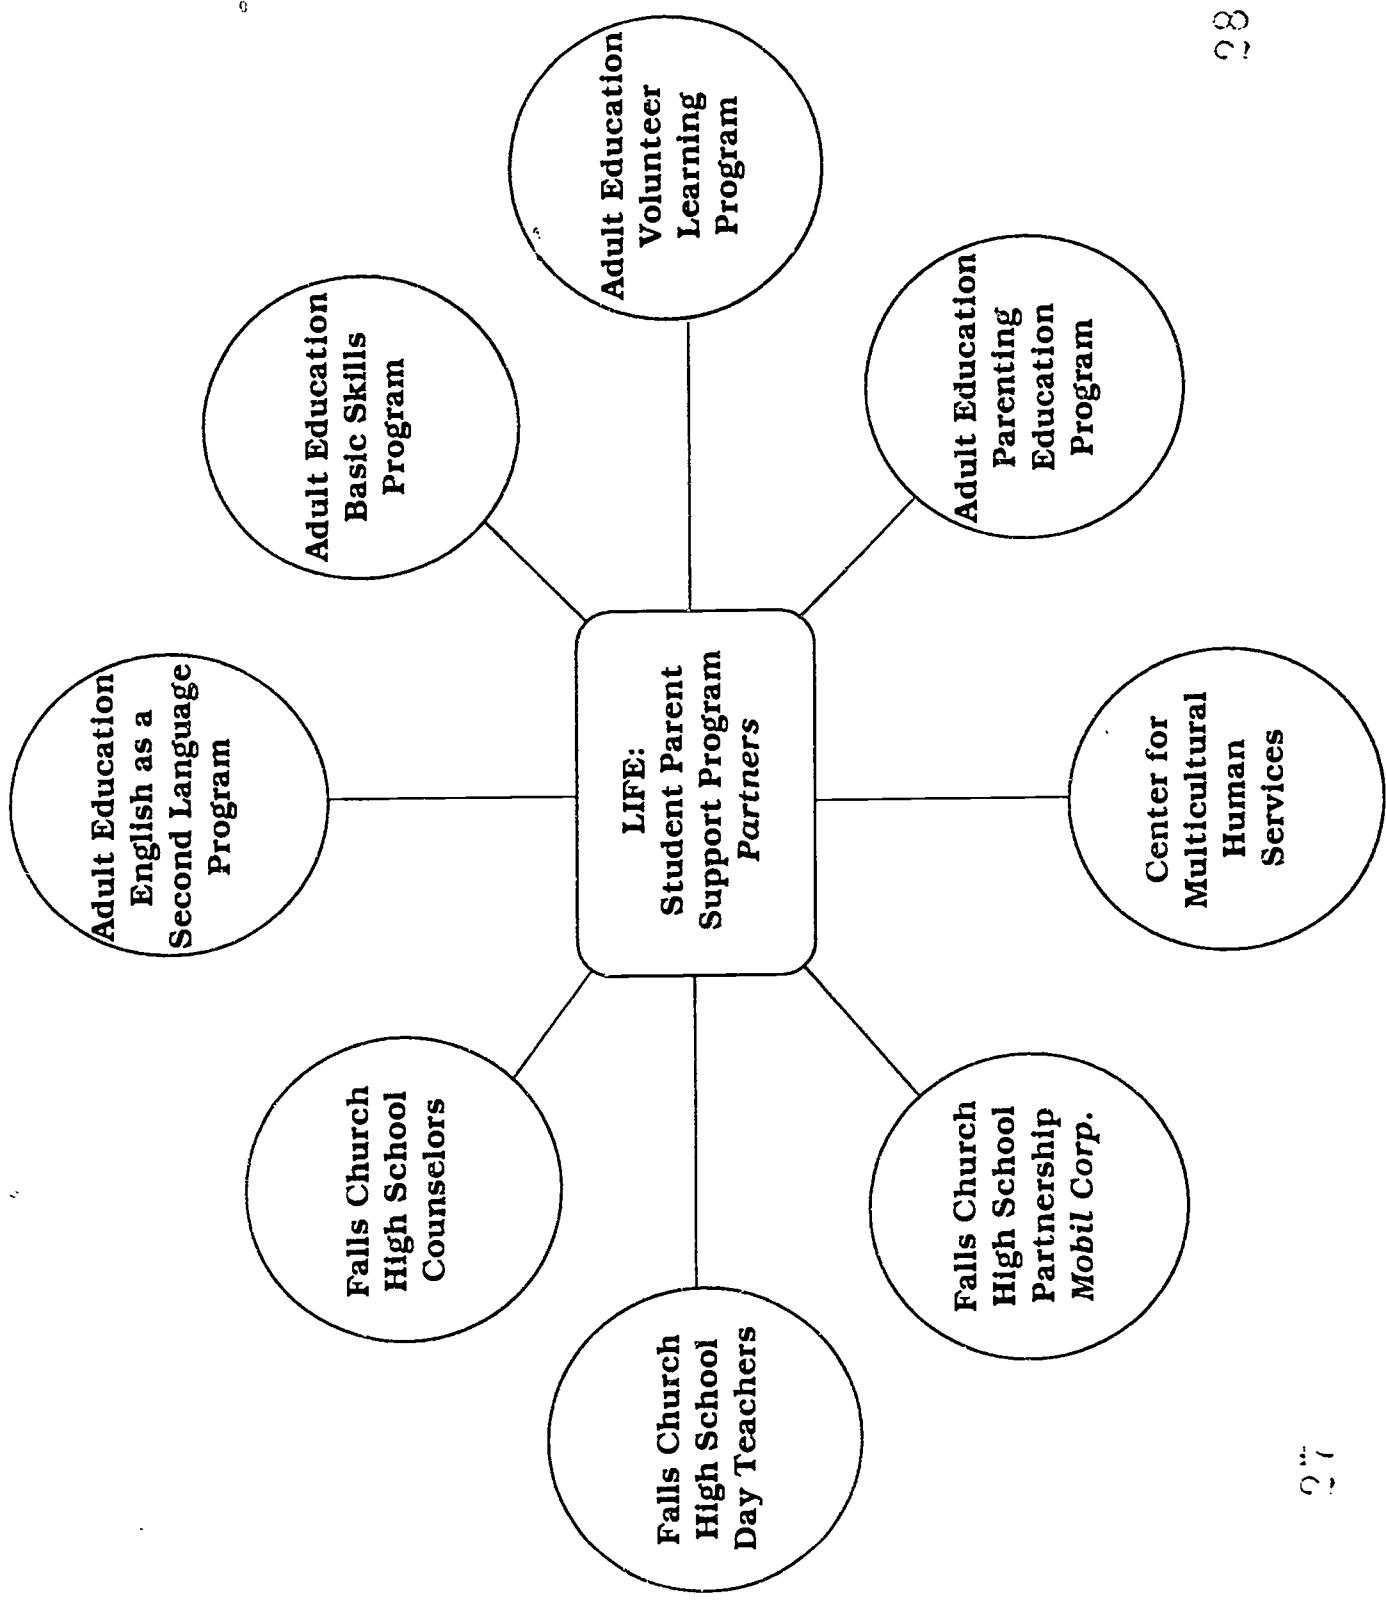 Adult Education
English as a
Second Language
Program
Adult Education
Basic Skills
Program
Adult Education
Volunteer
Learning
Program
Falls Church
High School
Counselors
LIFE:
Student Parent
Support Program
Partners
Falls Church
High School
Day Teachers
Adult Education
Parenting
Education
Program
Falls Church
High School
Partnership
Mobil Corp.
Center for
Multicultural
Human
Services
27
28